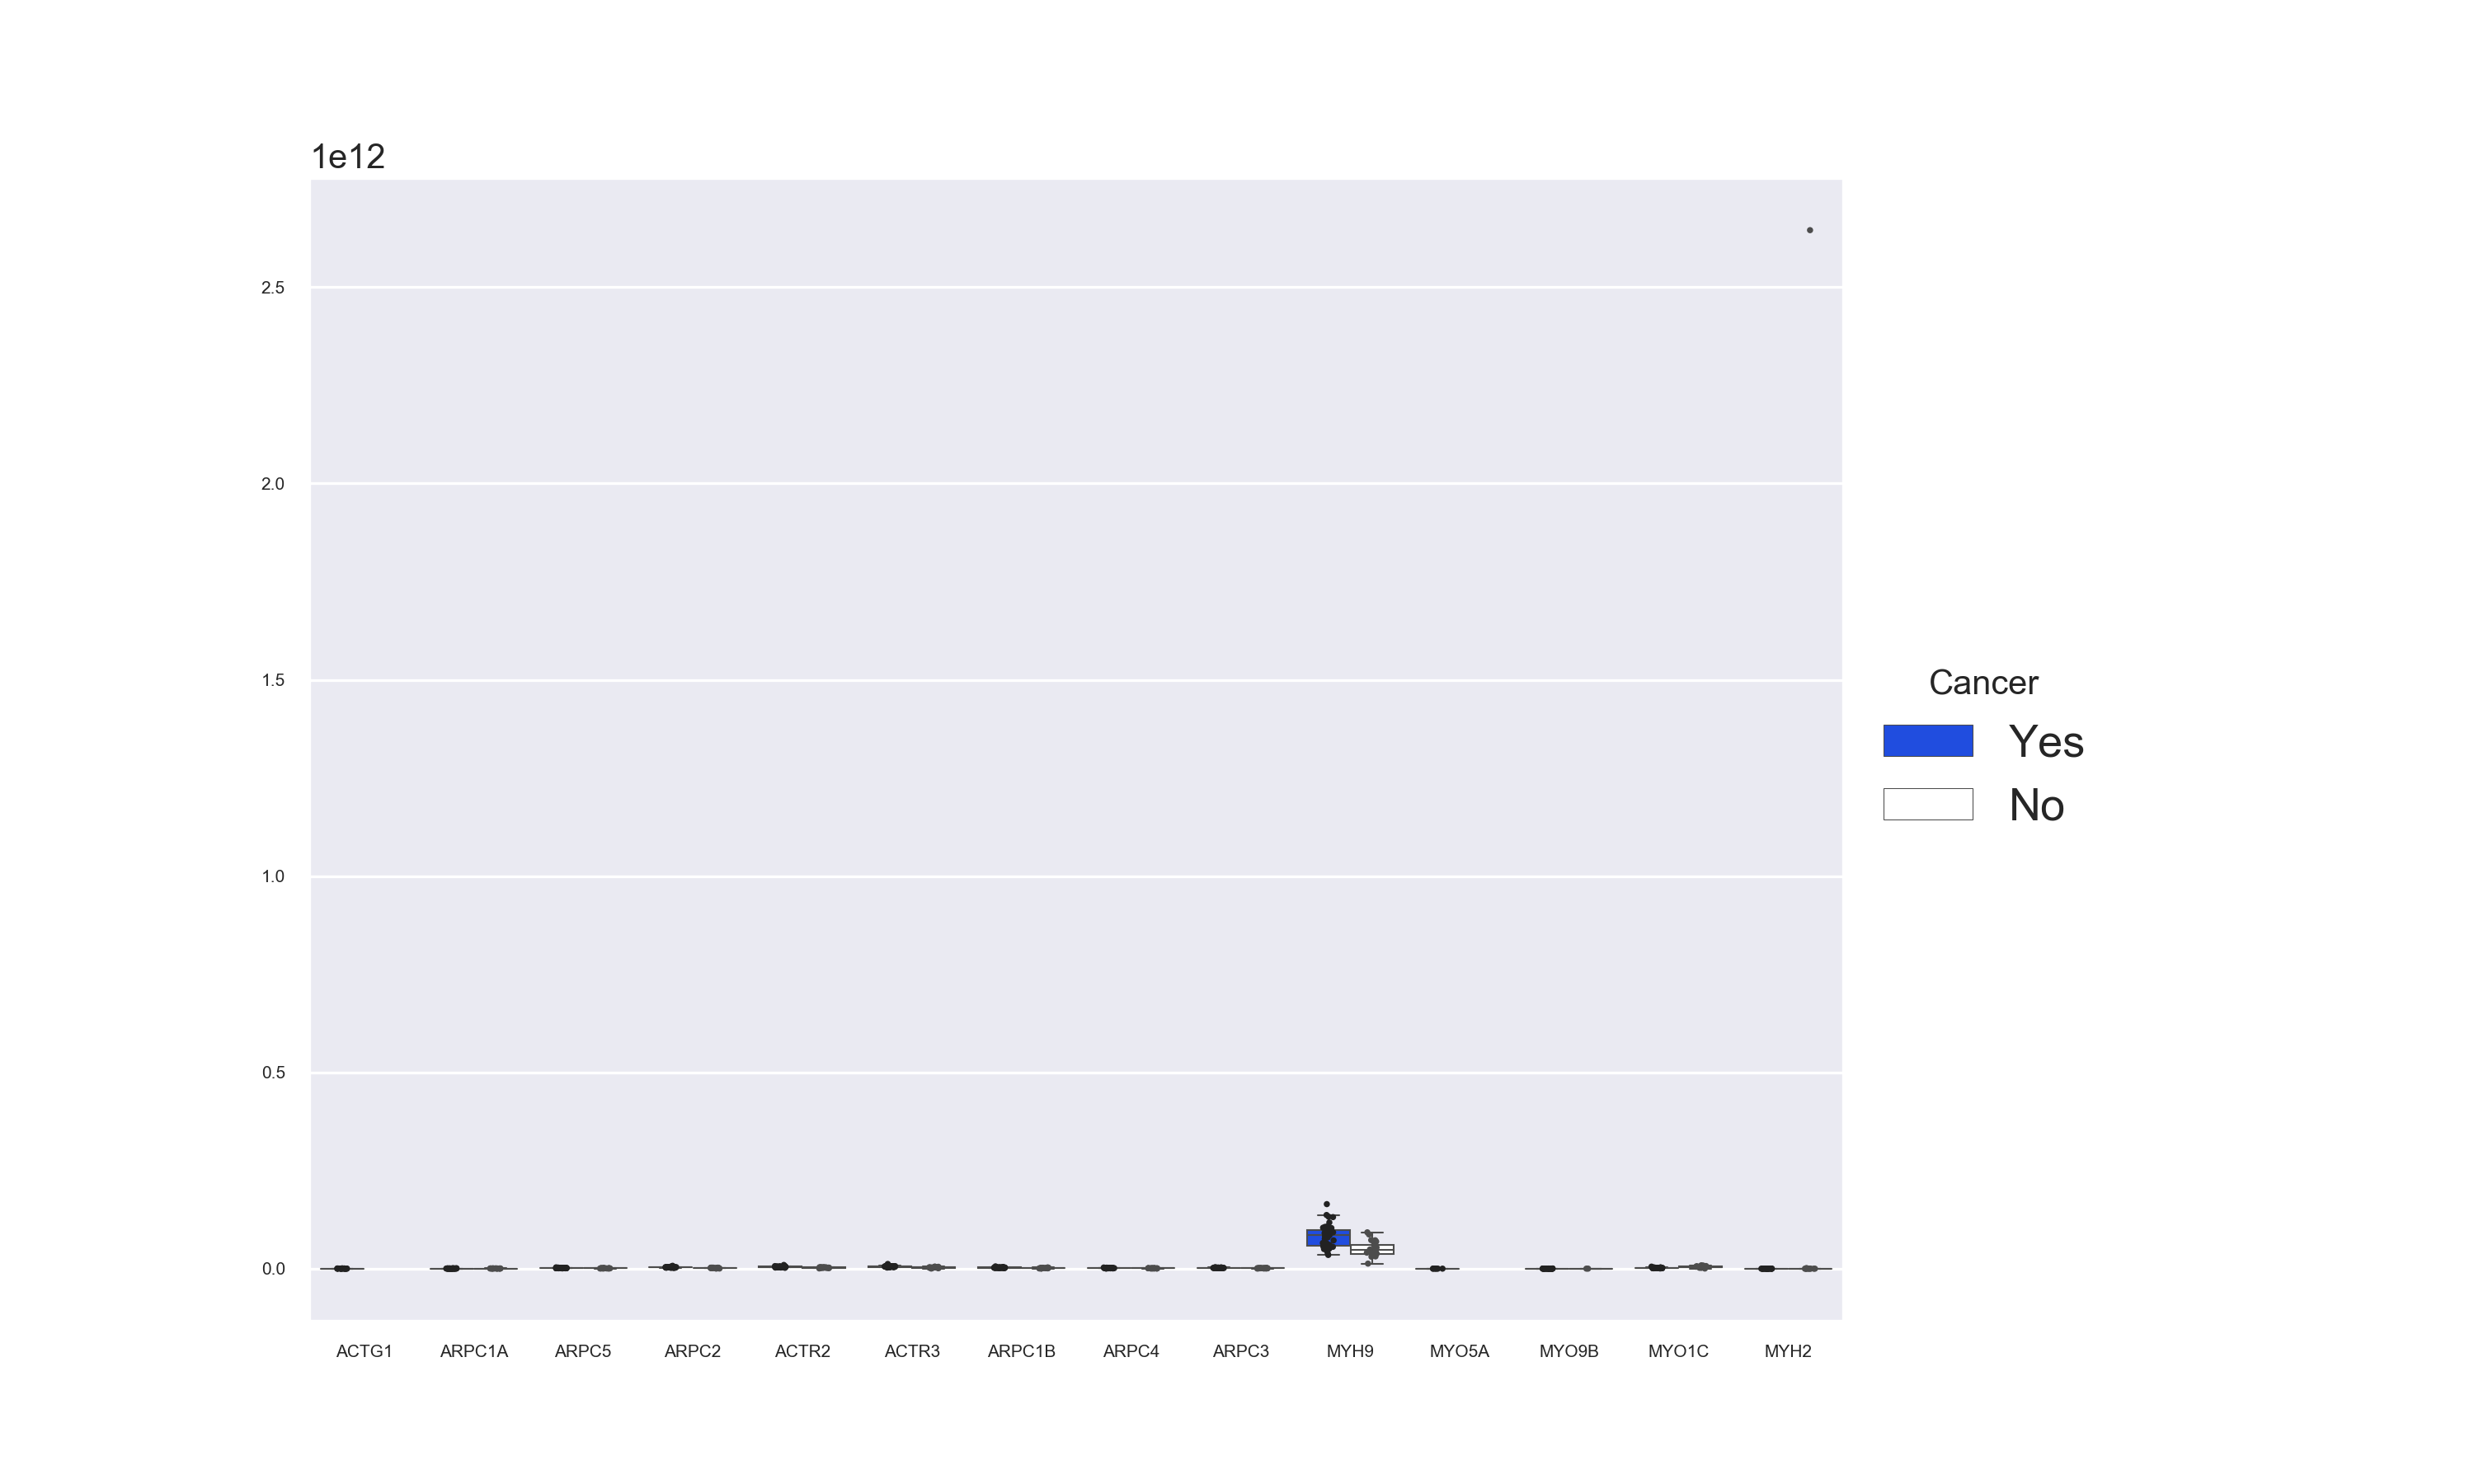 1e12
2.5
2.0
1.5
1.0
0.5
0.0
ACTG1 ARPC1A ARPC5 ARPC2 ACTR2 ACTR3 ARPC1B ARPC4 ARPC3 MYH9 MYO5A MYO9B MYO1C MYH2
Cancer
Yes
No